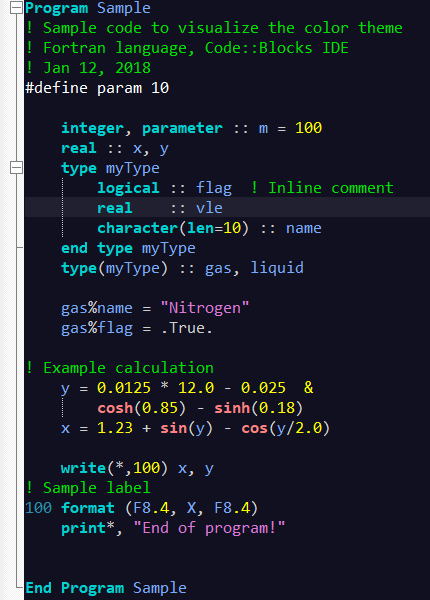 Program Sample
! Sample code to visualize the color theme
! Fortran language, Code::Blocks IDE
! Jan 12, 2018
#define param 10
integer, parameter :: m = 100
real :: x, y
type myType
logical :: flag  ! Inline comment
real    :: vle
character(len=10) :: name
end type myType
type(myType) :: gas, liquid
gas%name = "Nitrogen"
gas%flag = .True.
! Example calculation
y = 0.0125 * 12.0 - 0.025  &
cosh(0.85) - sinh(0.18)
x = 1.23 + sin(y) - cos(y/2.0)
write(*,100) x, y
! Sample label
100 format (F8.4, X, F8.4)
print*, "End of program!"
End Program Sample